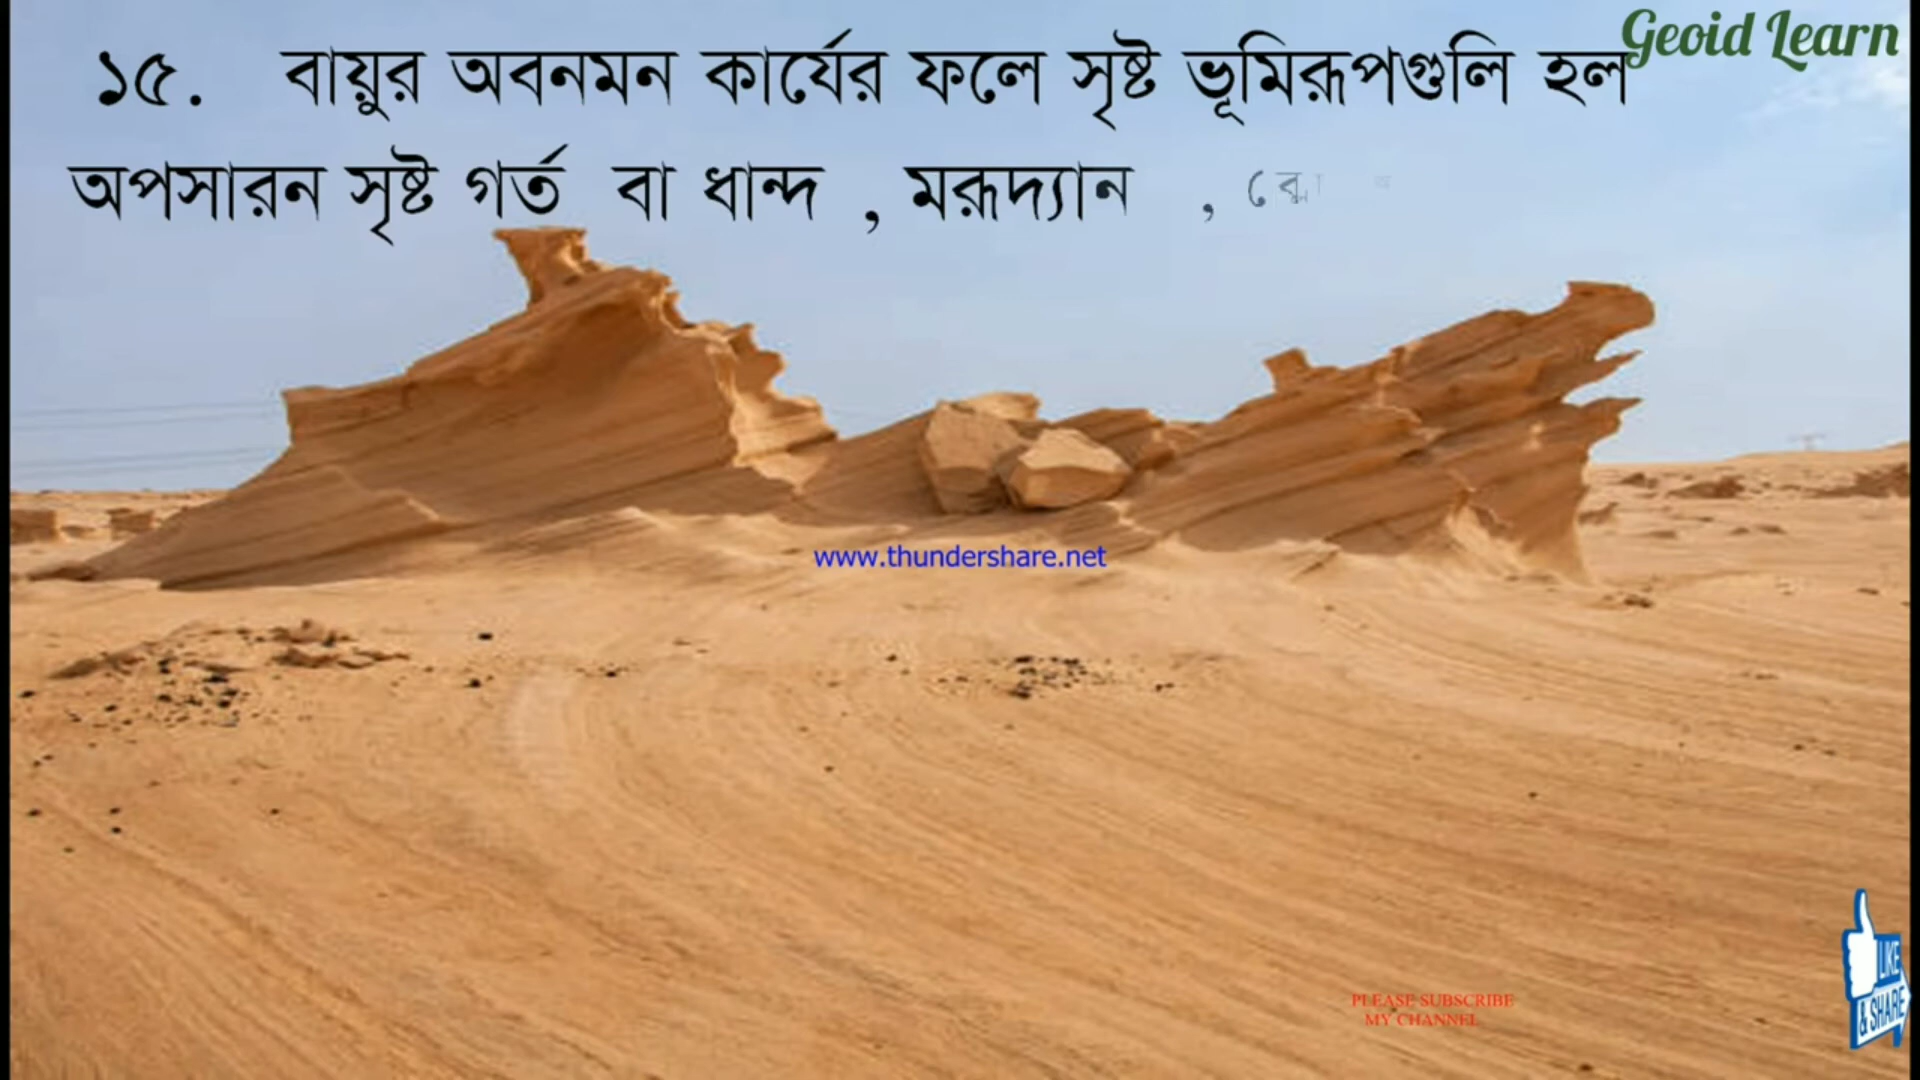 Geoid Learn
১৫. বায়ুর অবনমন কার্যের ফলে সৃষ্ট ভূমিরূপগুলি হল
অপসারন সৃষ্ট গর্ত বা ধান্দ , মরূদ্যান ,
www.thundershare.net
PLEASE SUBSCRIBE
MY CHANNEL
LIKE
& SHARE